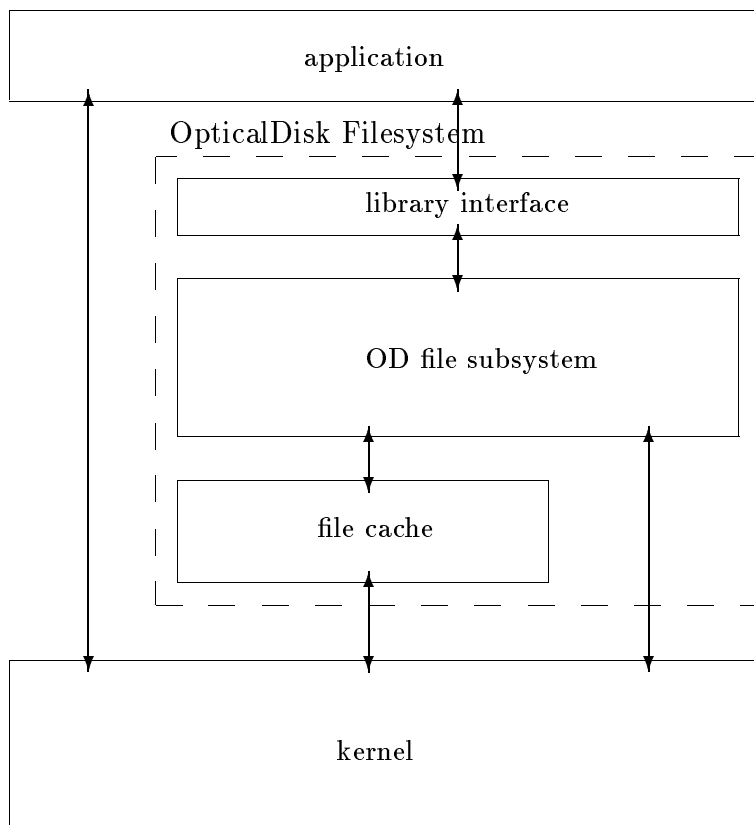 application
OpticalDisk Filesystem
library interface
OD file subsystem
file cache
kernel